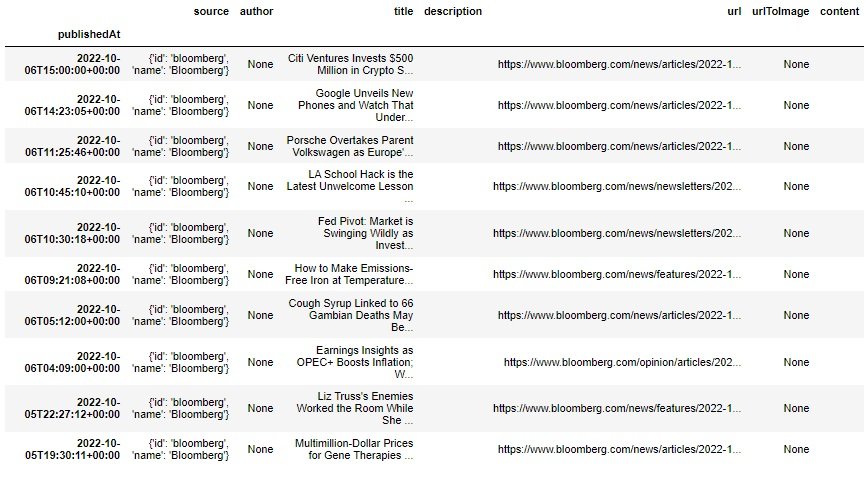 source author title description url urlToImage content
publishedAt
2022-10-06T15:00:00+00:00 {'id': 'bloomberg', 'name': 'Bloomberg'} None Citi Ventures Invests $500 Million in Crypto S... https://www.bloomberg.com/news/articles/2022-1... None
2022-10-06T14:23:05+00:00 {'id': 'bloomberg', 'name': 'Bloomberg'} None Google Unveils New Phones and Watch That Under... https://www.bloomberg.com/news/articles/2022-1... None
2022-10-06T11:25:46+00:00 {'id': 'bloomberg', 'name': 'Bloomberg'} None Porsche Overtakes Parent Volkswagen as Europe'... https://www.bloomberg.com/news/articles/2022-1... None
2022-10-06T10:45:10+00:00 {'id': 'bloomberg', 'name': 'Bloomberg'} None LA School Hack is the Latest Unwelcome Lesson ... https://www.bloomberg.com/news/newsletters/202... None
2022-10-06T10:30:18+00:00 {'id': 'bloomberg', 'name': 'Bloomberg'} None Fed Pivot: Market is Swinging Wildly as Invest... https://www.bloomberg.com/news/newsletters/202... None
2022-10-06T09:21:08+00:00 {'id': 'bloomberg', 'name': 'Bloomberg'} None How to Make Emissions-Free Iron at Temperature... https://www.bloomberg.com/news/features/2022-1... None
2022-10-06T05:12:00+00:00 {'id': 'bloomberg', 'name': 'Bloomberg'} None Cough Syrup Linked to 66 Gambian Deaths May Be... https://www.bloomberg.com/news/articles/2022-1... None
2022-10-06T04:09:00+00:00 {'id': 'bloomberg', 'name': 'Bloomberg'} None Earnings Insights as OPEC+ Boosts Inflation; W... https://www.bloomberg.com/opinion/articles/202... None
2022-10-05T22:27:12+00:00 {'id': 'bloomberg', 'name': 'Bloomberg'} None Liz Truss's Enemies Worked the Room While She ... https://www.bloomberg.com/news/features/2022-1... None
2022-10-05T19:30:11+00:00 {'id': 'bloomberg', 'name': 'Bloomberg'} None Multimillion-Dollar Prices for Gene Therapies ... https://www.bloomberg.com/news/articles/2022-1... None